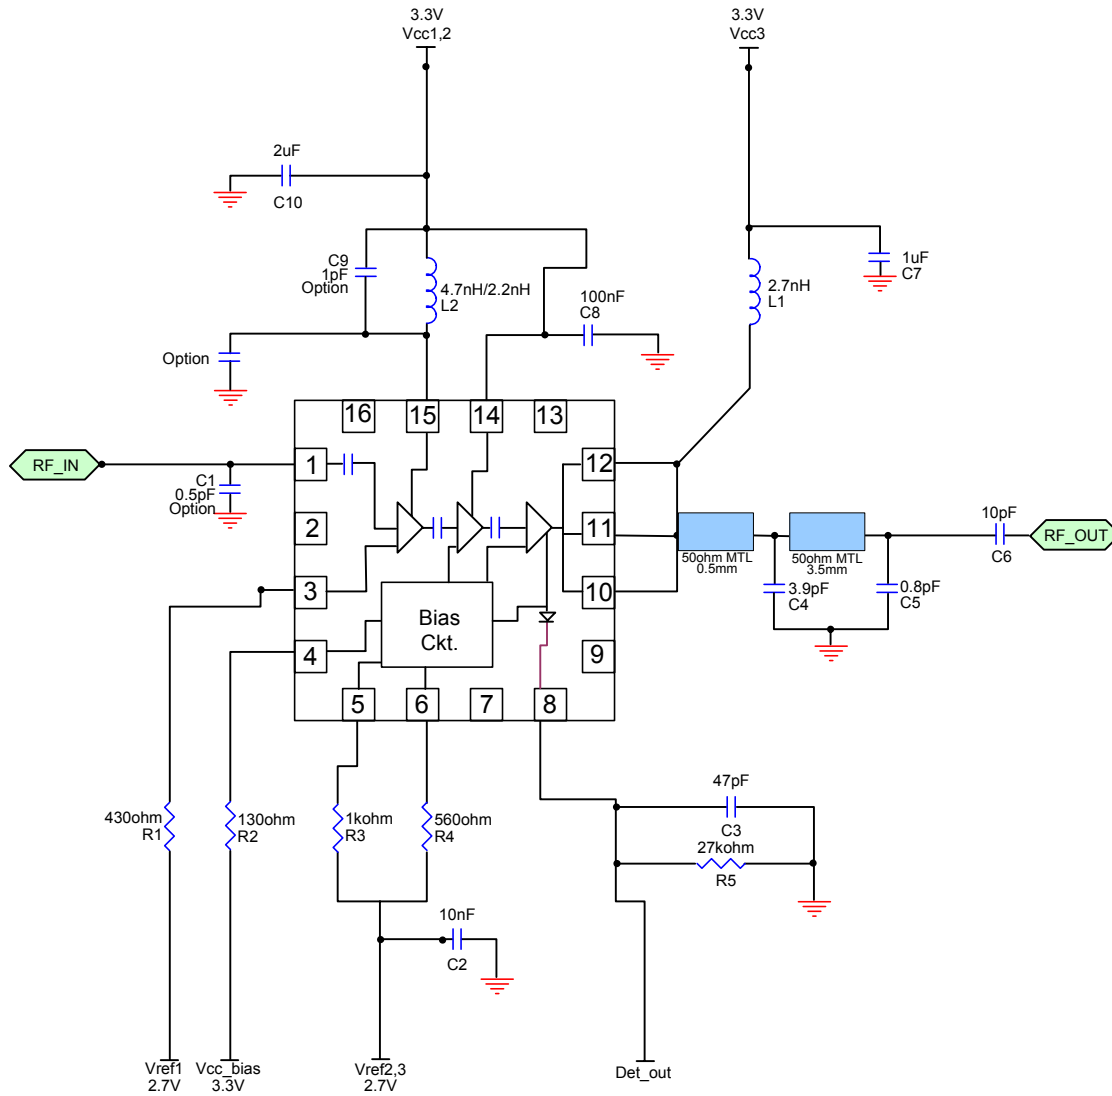 3.3V
Vcc1,2
3.3V
Vcc3
2uF
C10
C9
1pF
Option
4.7nH/2.2nH
L2
100nF
C8
2.7nH
L1
1uF
C7
Option
16
15
14
13
RF_IN
C1
0.5pF
Option
1
2
3
4
12
11
10
9
Bias
Ckt.
5
6
7
8
50ohm MTL
0.5mm
50ohm MTL
3.5mm
3.9pF
C4
0.8pF
C5
10pF
C6
RF_OUT
430ohm
R1
130ohm
R2
1kohm
R3
560ohm
R4
47pF
C3
27kohm
R5
10nF
C2
Vref1
2.7V
Vcc_bias
3.3V
Vref2,3
2.7V
Det_out